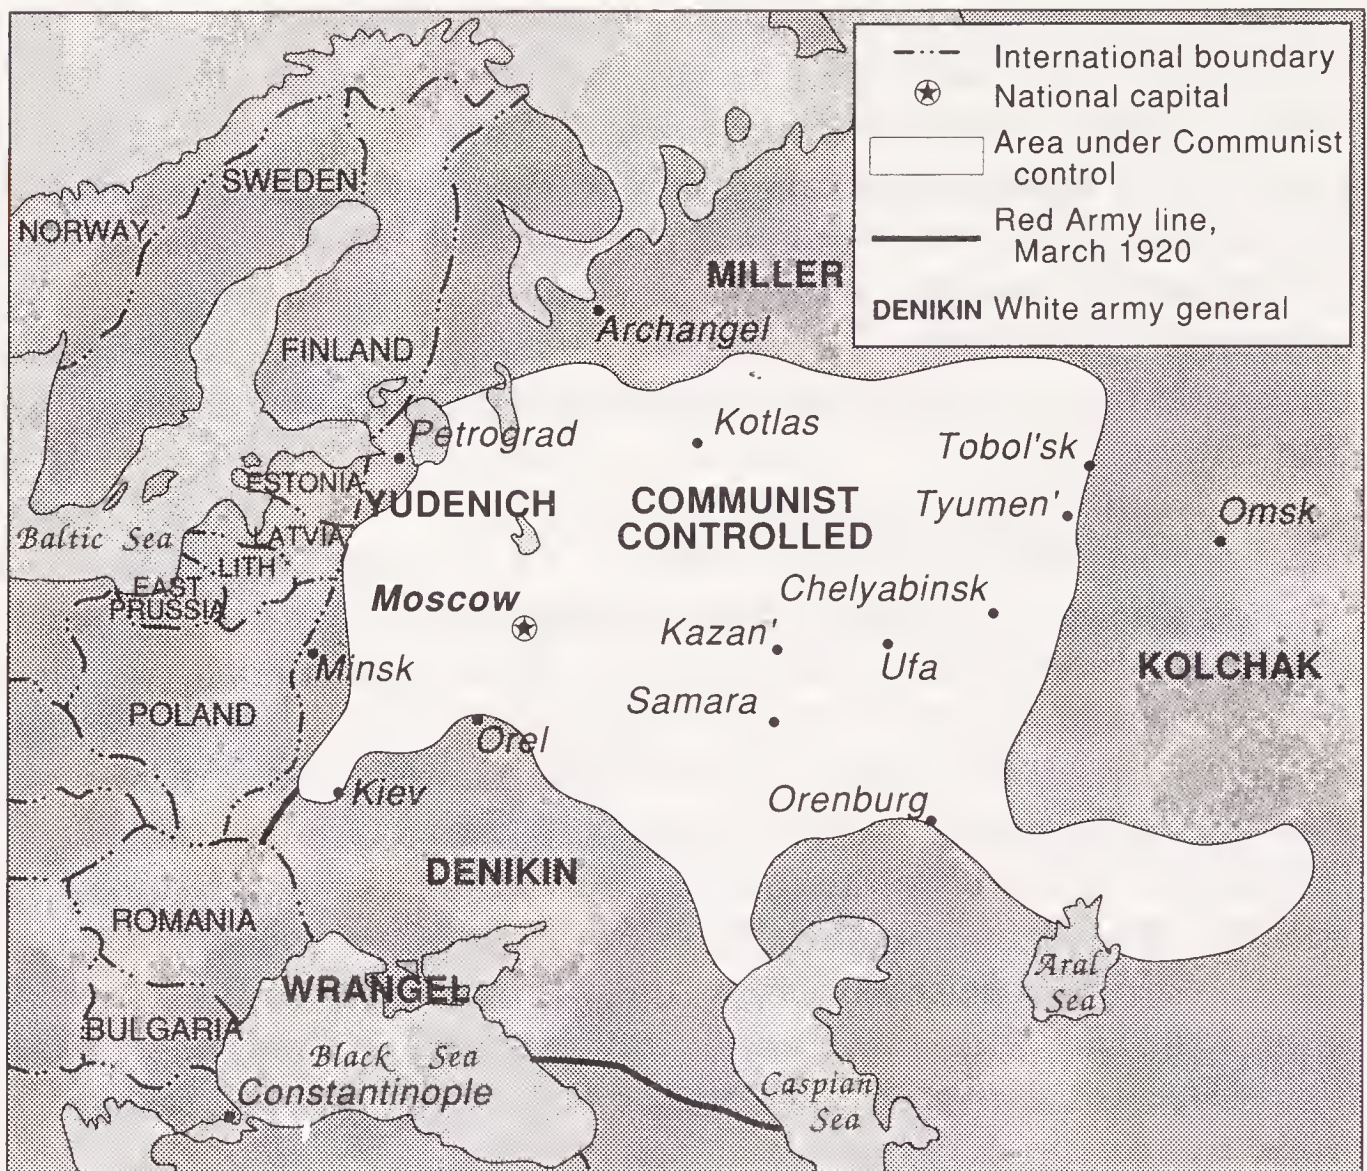 International boundary
National capital
Area under Communist
control
Red Army line,
March 1920
DENIKIN White army general
SWEDEN
NORWAY
MILLER
Archangel
FINLAND
Petrograd
Kotlas
Tobol'sk
ESTONIA
YUDENICH
COMMUNIST
CONTROLLED
Tyumen'
Omsk
Baltic Sea
LATVIA
LITH
EAST
PRUSSIA
Moscow
Chelyabinsk
Kazan'
Minsk
Ufa
KOLCHAK
Samara
POLAND
Orel
Kiev
Orenburg
DENIKIN
ROMANIA
WRANGEL
Aral
Sea
BULGARIA
Black Sea
Constantinople
Caspian
Sea